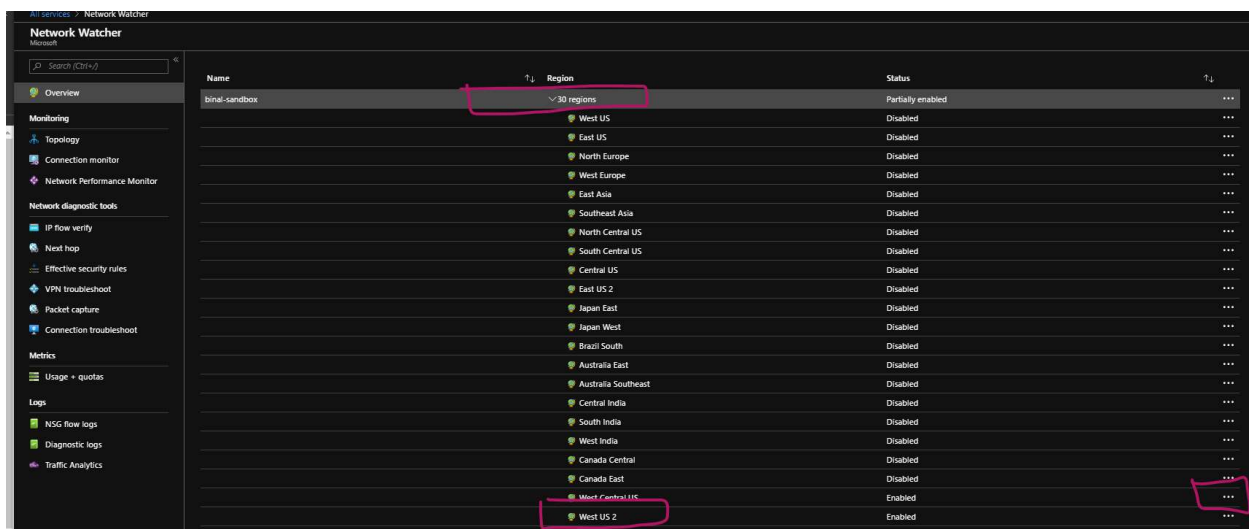 All services > Network Watcher
Network Watcher
Microsoft
Search (Ctrl+/)
Overview
Monitoring
Topology
Connection monitor
Network Performance Monitor
Network diagnostic tools
IP flow verify
Next hop
Effective security rules
VPN troubleshoot
Packet capture
Connection troubleshoot
Metrics
Usage + quotas
Logs
NSG flow logs
Diagnostic logs
Traffic Analytics
Name Region Status
binal-sandbox 30 regions Partially enabled
West US Disabled
East US Disabled
North Europe Disabled
West Europe Disabled
East Asia Disabled
Southeast Asia Disabled
North Central US Disabled
South Central US Disabled
Central US Disabled
East US 2 Disabled
Japan East Disabled
Japan West Disabled
Brazil South Disabled
Australia East Disabled
Australia Southeast Disabled
Central India Disabled
South India Disabled
West India Disabled
Canada Central Disabled
Canada East Disabled
West Central US Enabled
West US 2 Enabled